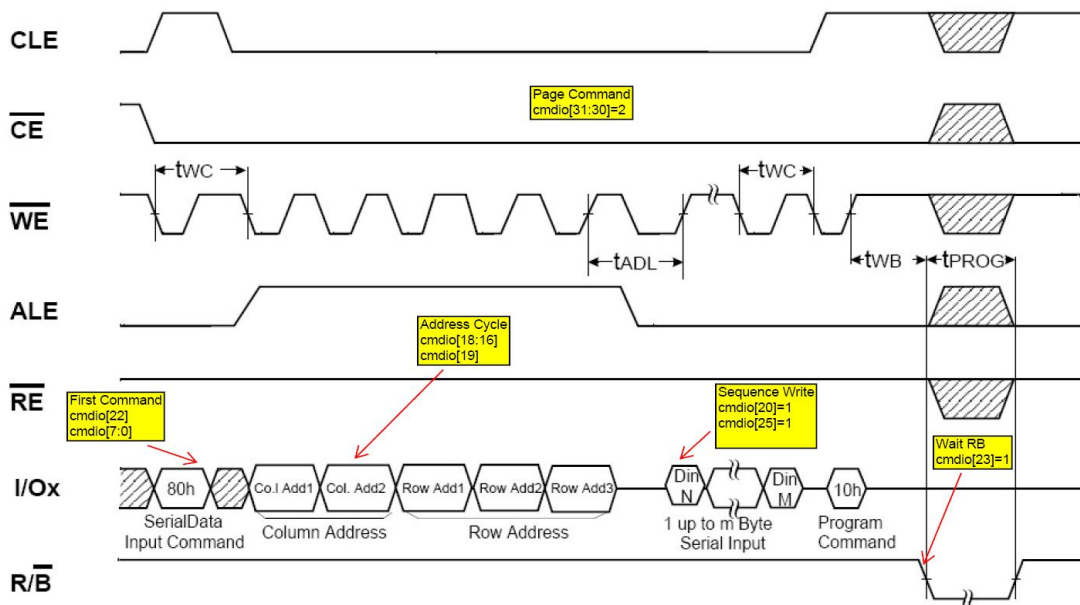 CLE
Page Command
cmdio[31:30]=2
CE
tWC
tWC
WE
tADL
tWB
tPROG
ALE
Address Cycle
cmdio[18:16]
cmdio[19]
RE
First Command
cmdio[22]
cmdio[7:0]
Sequence Write
cmdio[20]=1
cmdio[25]=1
Wait RB
cmdio[23]=1
I/Ox
80h
Co.l Add1
Col. Add2
Row Add1
Row Add2
Row Add3
Din
N
Din
M
10h
SerialData
Input Command
Column Address
Row Address
1 up to m Byte
Serial Input
Program
Command
R/B